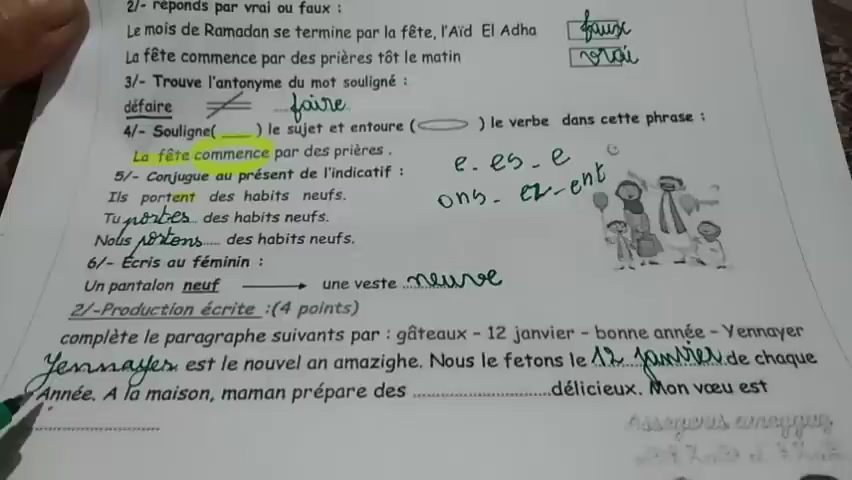 2/- réponds par vrai ou faux :
Le mois de Ramadan se termine par la fête, l'Aïd El Adha faux
La fête commence par des prières tôt le matin vrai
3/- Trouve l'antonyme du mot souligné :
défaire ...faire
4/- Souligne( ___ ) le sujet et entoure ( ) le verbe dans cette phrase :
La fête commence par des prières .
5/- Conjugue au présent de l'indicatif :
e. es - e
ons - ez - ent
Ils portent des habits neufs.
Tu portes des habits neufs.
Nous portons.... des habits neufs.
6/- Écris au féminin :
Un pantalon neuf une veste neuve
2/-Production écrite :(4 points)
complète le paragraphe suivants par : gâteaux - 12 janvier - bonne année - Yennayer
Yennayer est le nouvel an amazighe. Nous le fetons le 12 janvier de chaque
Année. A la maison, maman prépare des ........................délicieux. Mon vœu est
......................